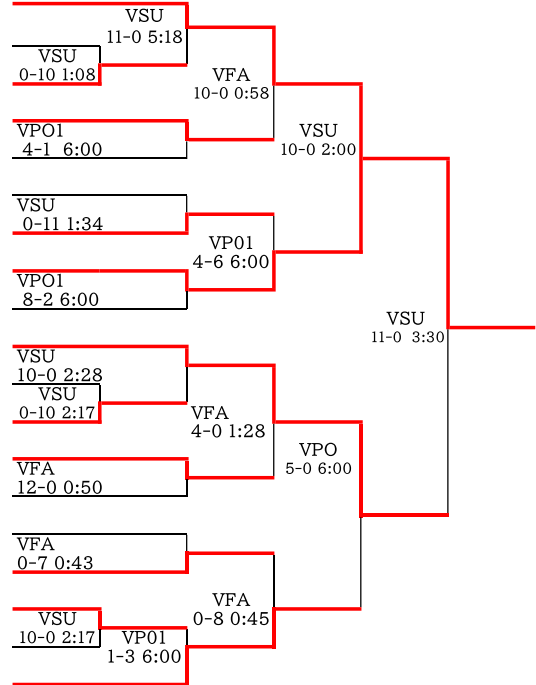 VSU
11-0 5:18
VSU
0-10 1:08
VFA
10-0 0:58
VPO1
4-1 6:00
VSU
10-0 2:00
VSU
0-11 1:34
VP01
4-6 6:00
VPO1
8-2 6:00
VSU
11-0 3:30
VSU
10-0 2:28
VSU
0-10 2:17
VFA
4-0 1:28
VPO
5-0 6:00
VFA
12-0 0:50
VFA
0-7 0:43
VFA
0-8 0:45
VSU
10-0 2:17
VP01
1-3 6:00